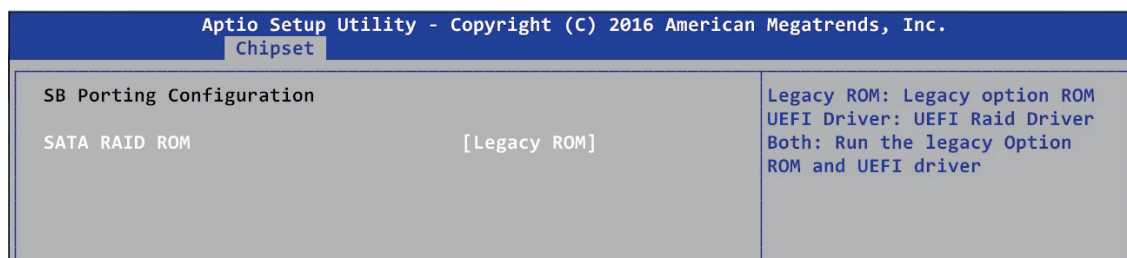 Aptio Setup Utility - Copyright (C) 2016 American Megatrends, Inc.
Chipset
SB Porting Configuration
SATA RAID ROM [Legacy ROM]
Legacy ROM: Legacy option ROM
UEFI Driver: UEFI Raid Driver
Both: Run the legacy Option
ROM and UEFI driver